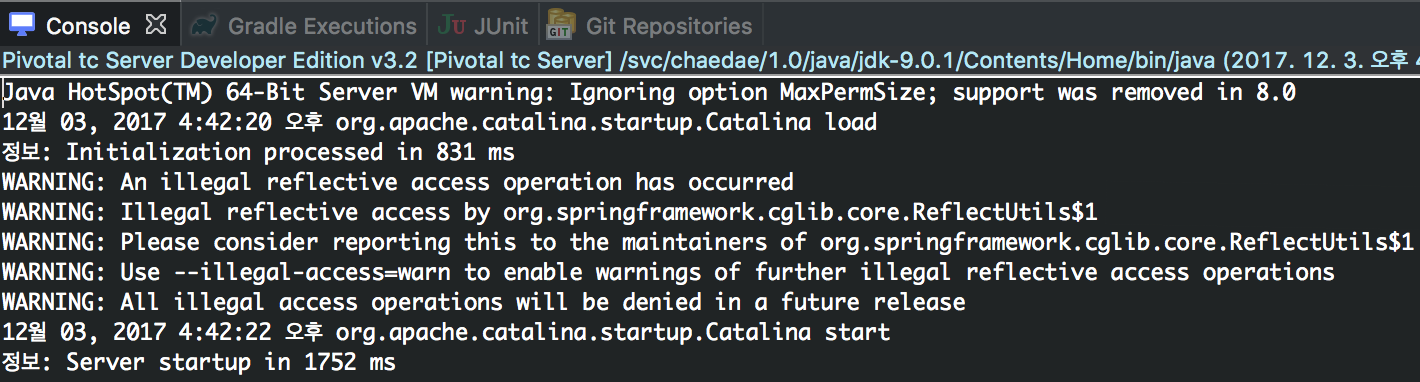 Console Gradle Executions JUnit Git Repositories
Pivotal tc Server Developer Edition v3.2 [Pivotal tc Server] /svc/chaedae/1.0/java/jdk-9.0.1/Contents/Home/bin/java (2017. 12. 3. 오후
Java HotSpot(TM) 64-Bit Server VM warning: Ignoring option MaxPermSize; support was removed in 8.0
12월 03, 2017 4:42:20 오후 org.apache.catalina.startup.Catalina load
정보: Initialization processed in 831 ms
WARNING: An illegal reflective access operation has occurred
WARNING: Illegal reflective access by org.springframework.cglib.core.ReflectUtils$1
WARNING: Please consider reporting this to the maintainers of org.springframework.cglib.core.ReflectUtils$1
WARNING: Use --illegal-access=warn to enable warnings of further illegal reflective access operations
WARNING: All illegal access operations will be denied in a future release
12월 03, 2017 4:42:22 오후 org.apache.catalina.startup.Catalina start
정보: Server startup in 1752 ms